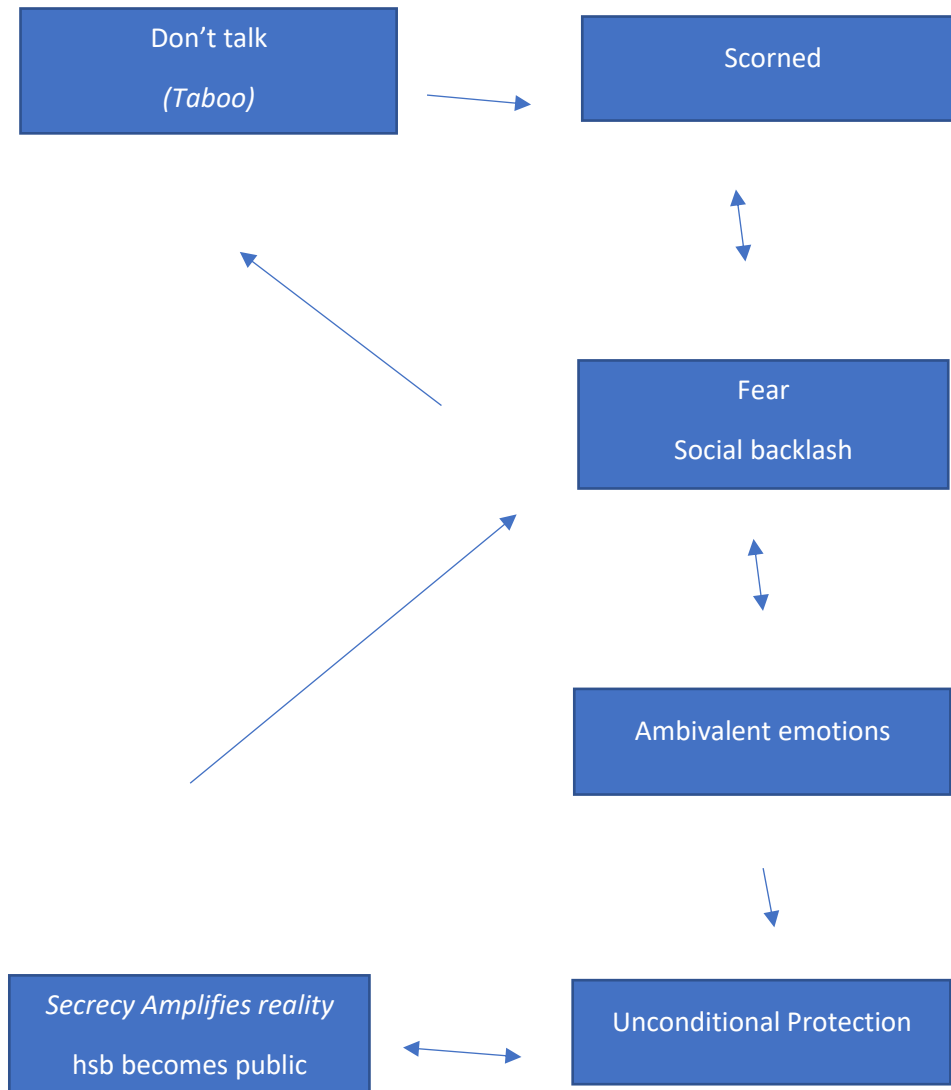 Don’t talk
(Taboo)
Scorned
Fear
Social backlash
Ambivalent emotions
Secrecy Amplifies reality
hsb becomes public
Unconditional Protection